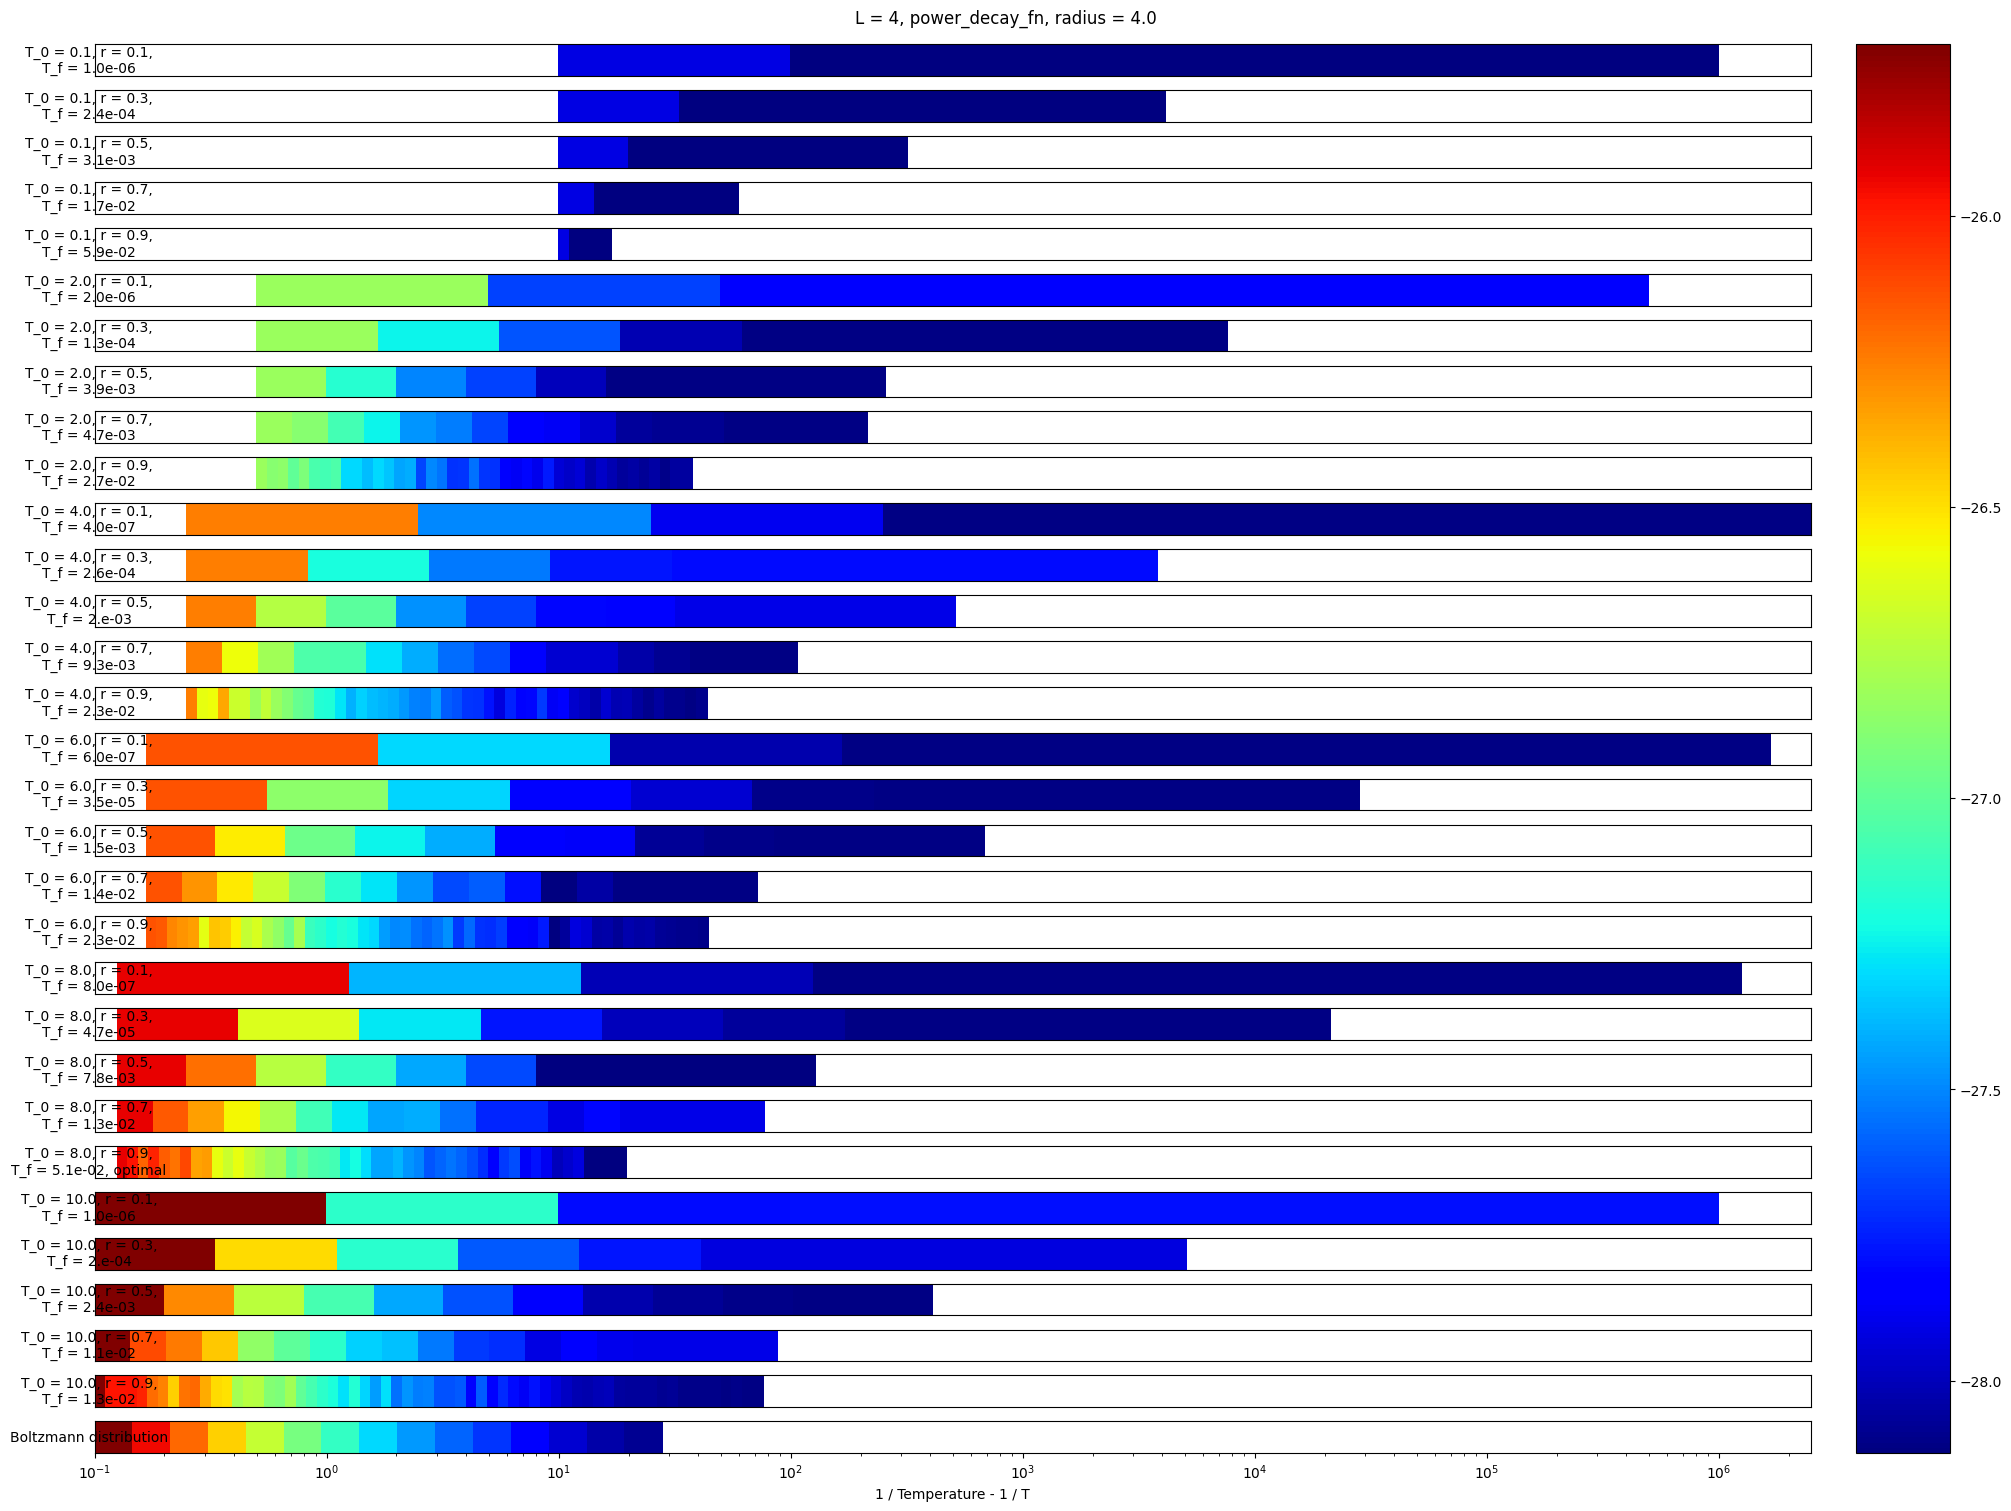 L = 4, power_decay_fn, radius = 4.0
T_0 = 0.1, r = 0.1,
T_f = 1.0e-06
T_0 = 0.1, r = 0.3,
T_f = 2.4e-04
T_0 = 0.1, r = 0.5,
T_f = 3.1e-03
T_0 = 0.1, r = 0.7,
T_f = 1.7e-02
T_0 = 0.1, r = 0.9,
T_f = 5.9e-02
T_0 = 2.0, r = 0.1,
T_f = 2.0e-06
T_0 = 2.0, r = 0.3,
T_f = 1.3e-04
T_0 = 2.0, r = 0.5,
T_f = 3.9e-03
T_0 = 2.0, r = 0.7,
T_f = 4.7e-03
T_0 = 2.0, r = 0.9,
T_f = 2.7e-02
T_0 = 4.0, r = 0.1,
T_f = 4.0e-07
T_0 = 4.0, r = 0.3,
T_f = 2.6e-04
T_0 = 4.0, r = 0.5,
T_f = 2.e-03
T_0 = 4.0, r = 0.7,
T_f = 9.3e-03
T_0 = 4.0, r = 0.9,
T_f = 2.3e-02
T_0 = 6.0, r = 0.1,
T_f = 6.0e-07
T_0 = 6.0, r = 0.3,
T_f = 3.5e-05
T_0 = 6.0, r = 0.5,
T_f = 1.5e-03
T_0 = 6.0, r = 0.7,
T_f = 1.4e-02
T_0 = 6.0, r = 0.9,
T_f = 2.3e-02
T_0 = 8.0, r = 0.1,
T_f = 8.0e-07
T_0 = 8.0, r = 0.3,
T_f = 4.7e-05
T_0 = 8.0, r = 0.5,
T_f = 7.8e-03
T_0 = 8.0, r = 0.7,
T_f = 1.3e-02
T_0 = 8.0, r = 0.9,
T_f = 5.1e-02, optimal
T_0 = 10.0, r = 0.1,
T_f = 1.0e-06
T_0 = 10.0, r = 0.3,
T_f = 2.e-04
T_0 = 10.0, r = 0.5,
T_f = 2.4e-03
T_0 = 10.0, r = 0.7,
T_f = 1.1e-02
T_0 = 10.0, r = 0.9,
T_f = 1.3e-02
Boltzmann distribution
10⁻¹ 10⁰ 10¹ 10² 10³ 10⁴ 10⁵ 10⁶
1 / Temperature - 1 / T
−26.0
−26.5
−27.0
−27.5
−28.0